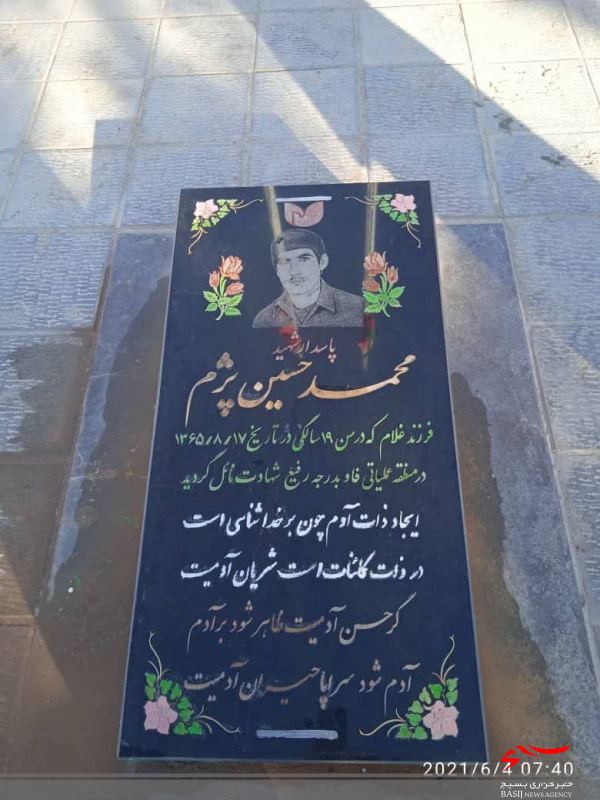 پاسدار شهید
محمد حسین پژم
فرزند غلام که در سن ۱۹ سالگی در تاریخ ۱۳۶۵/۸/۱۷
در منطقه عملیاتی فاو بدرجه رفیع شهادت نائل گردید
ایجاد ذات آدم چون بر خداشناسی است
در ذات کائنات است شریان آدمیت
گر حسن آدمیت ظاهر شود بر آدم
آدم شود سراپا حیران آدمیت
2021/6/4 07:40
خبرگزاری بسیج
BASIJ NEWS AGENCY